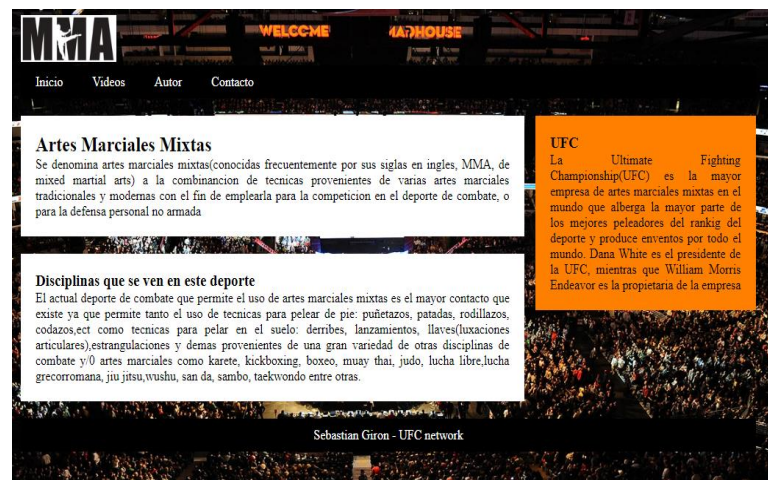 MMA
WELCOME MADHOUSE
Inicio Videos Autor Contacto
Artes Marciales Mixtas
Se denomina artes marciales mixtas(conocidas frecuentemente por sus siglas en ingles, MMA, de
mixed martial arts) a la combinancion de tecnicas provenientes de varias artes marciales
tradicionales y modernas con el fin de emplearla para la competicion en el deporte de combate, o
para la defensa personal no armada
UFC
La Ultimate Fighting
Championship(UFC) es la mayor
empresa de artes marciales mixtas en el
mundo que alberga la mayor parte de
los mejores peleadores del rankig del
deporte y produce enventos por todo el
mundo. Dana White es el presidente de
la UFC, mientras que William Morris
Endeavor es la propietaria de la empresa
Disciplinas que se ven en este deporte
El actual deporte de combate que permite el uso de artes marciales mixtas es el mayor contacto que
existe ya que permite tanto el uso de tecnicas para pelear de pie: puñetazos, patadas, rodillazos,
codazos,ect como tecnicas para pelar en el suelo: derribes, lanzamientos, llaves(luxaciones
articulares),estrangulaciones y demas provenientes de una gran variedad de otras disciplinas de
combate y/0 artes marciales como karete, kickboxing, boxeo, muay thai, judo, lucha libre,lucha
grecorromana, jiu jitsu,wushu, san da, sambo, taekwondo entre otras.
Sebastian Giron - UFC network